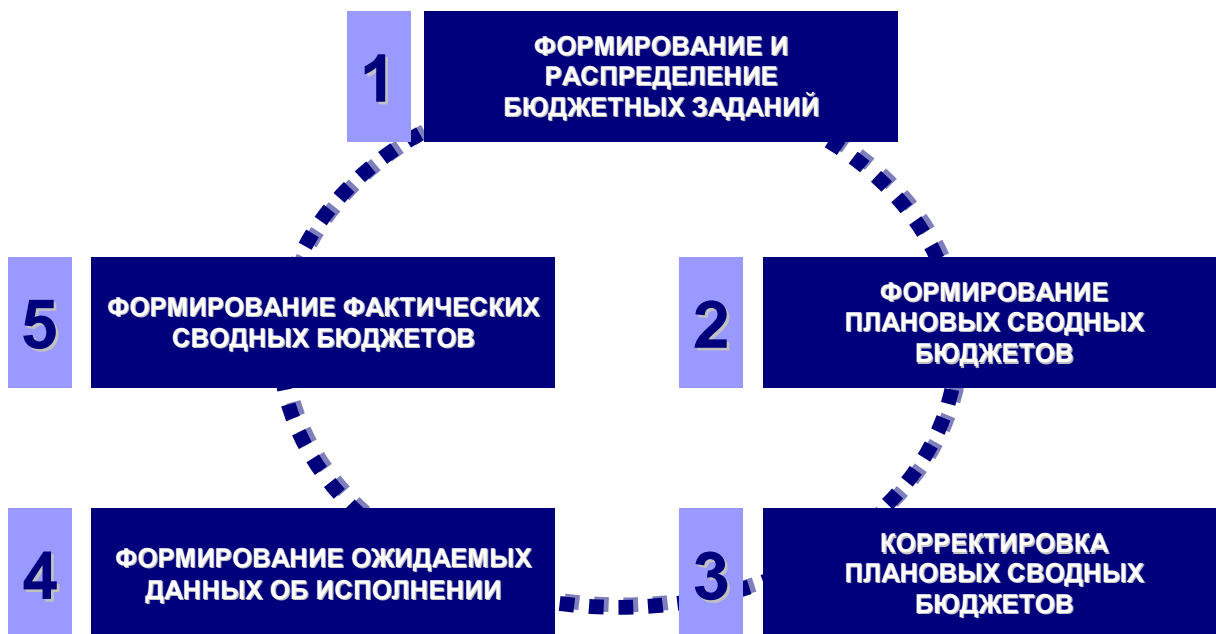 1
ФОРМИРОВАНИЕ И
РАСПРЕДЕЛЕНИЕ
БЮДЖЕТНЫХ ЗАДАНИЙ
5
ФОРМИРОВАНИЕ ФАКТИЧЕСКИХ
СВОДНЫХ БЮДЖЕТОВ
2
ФОРМИРОВАНИЕ
ПЛАНОВЫХ СВОДНЫХ
БЮДЖЕТОВ
4
ФОРМИРОВАНИЕ ОЖИДАЕМЫХ
ДАННЫХ ОБ ИСПОЛНЕНИИ
3
КОРРЕКТИРОВКА
ПЛАНОВЫХ СВОДНЫХ
БЮДЖЕТОВ